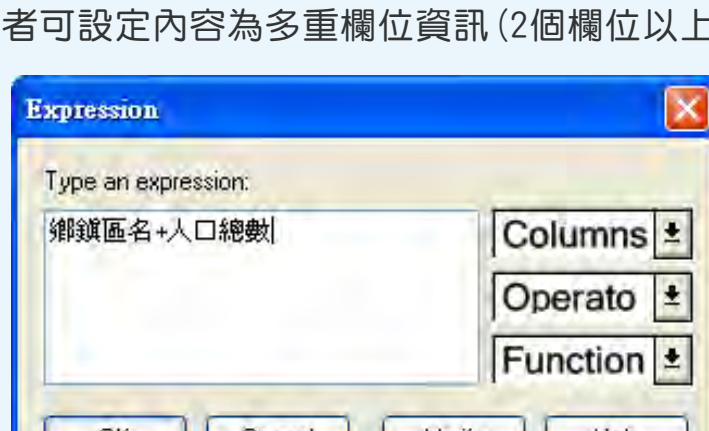 者可設定內容為多重欄位資訊(2個欄位以上
Expression
Type an expression:
鄉鎮區名+人口總數
Columns
Operato
Function